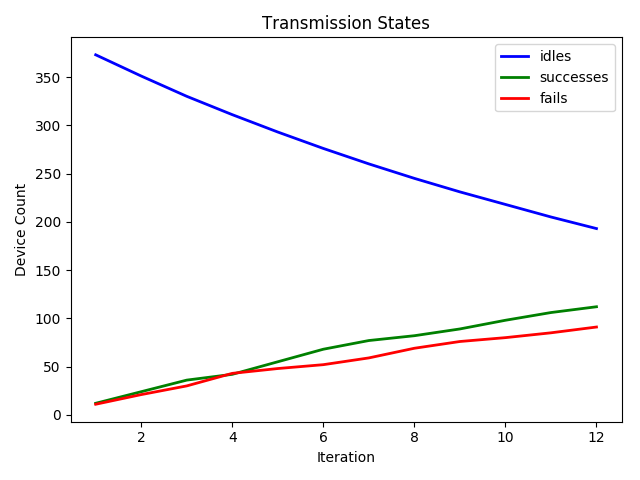 Transmission States
idles
successes
fails
Device Count
350
300
250
200
150
100
50
0
2 4 6 8 10 12
Iteration